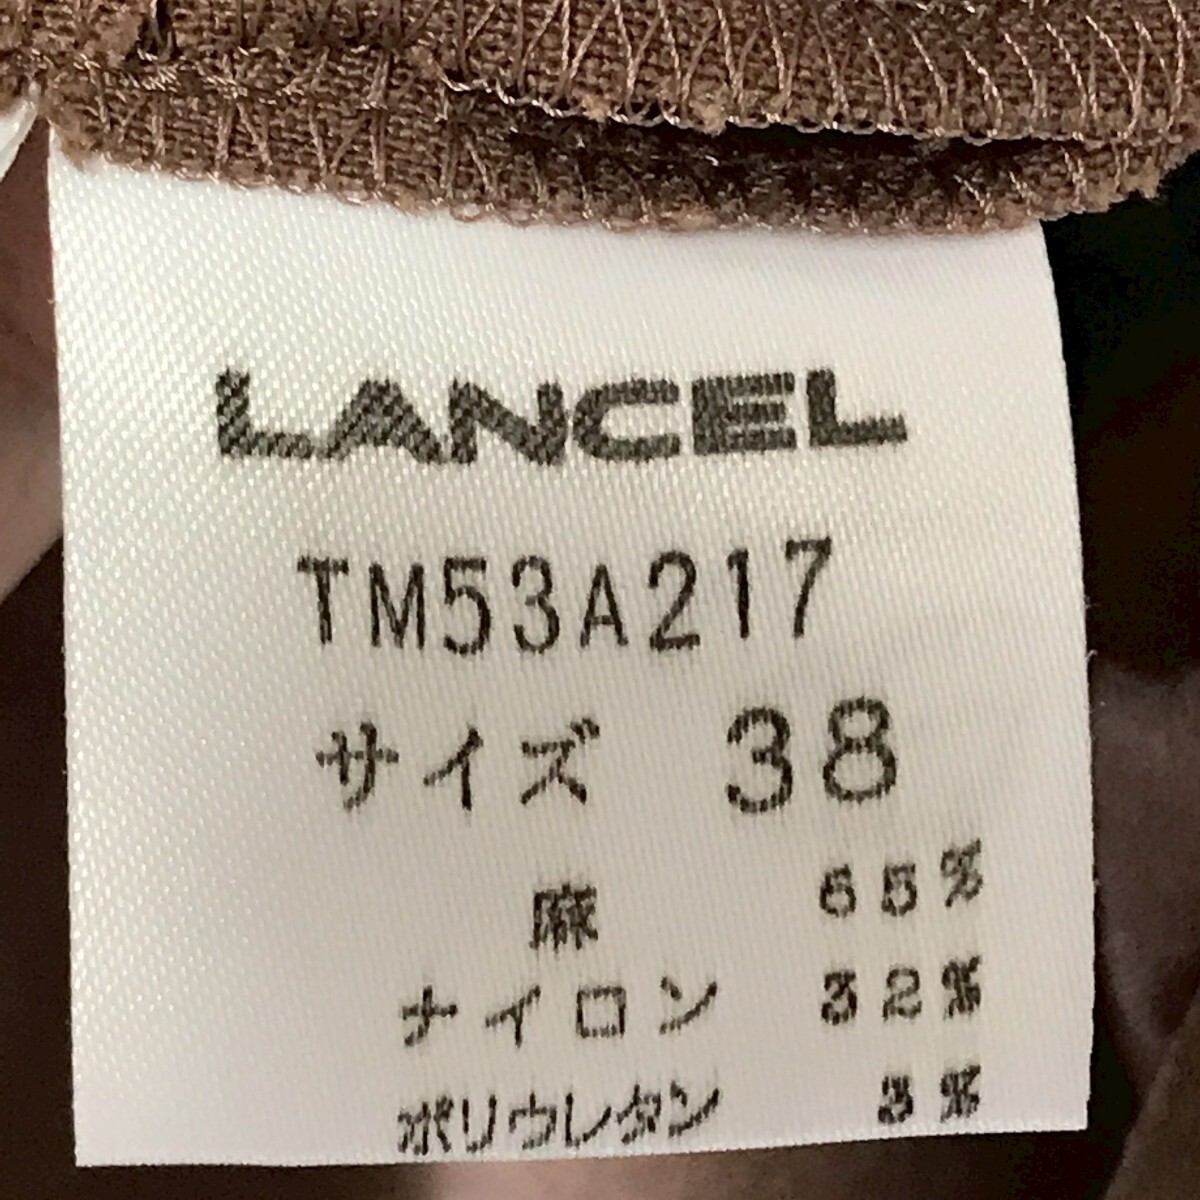 LANCEL
TM53A217
サイズ 38
麻 65%
ナイロン 32%
ポリウレタン 3%